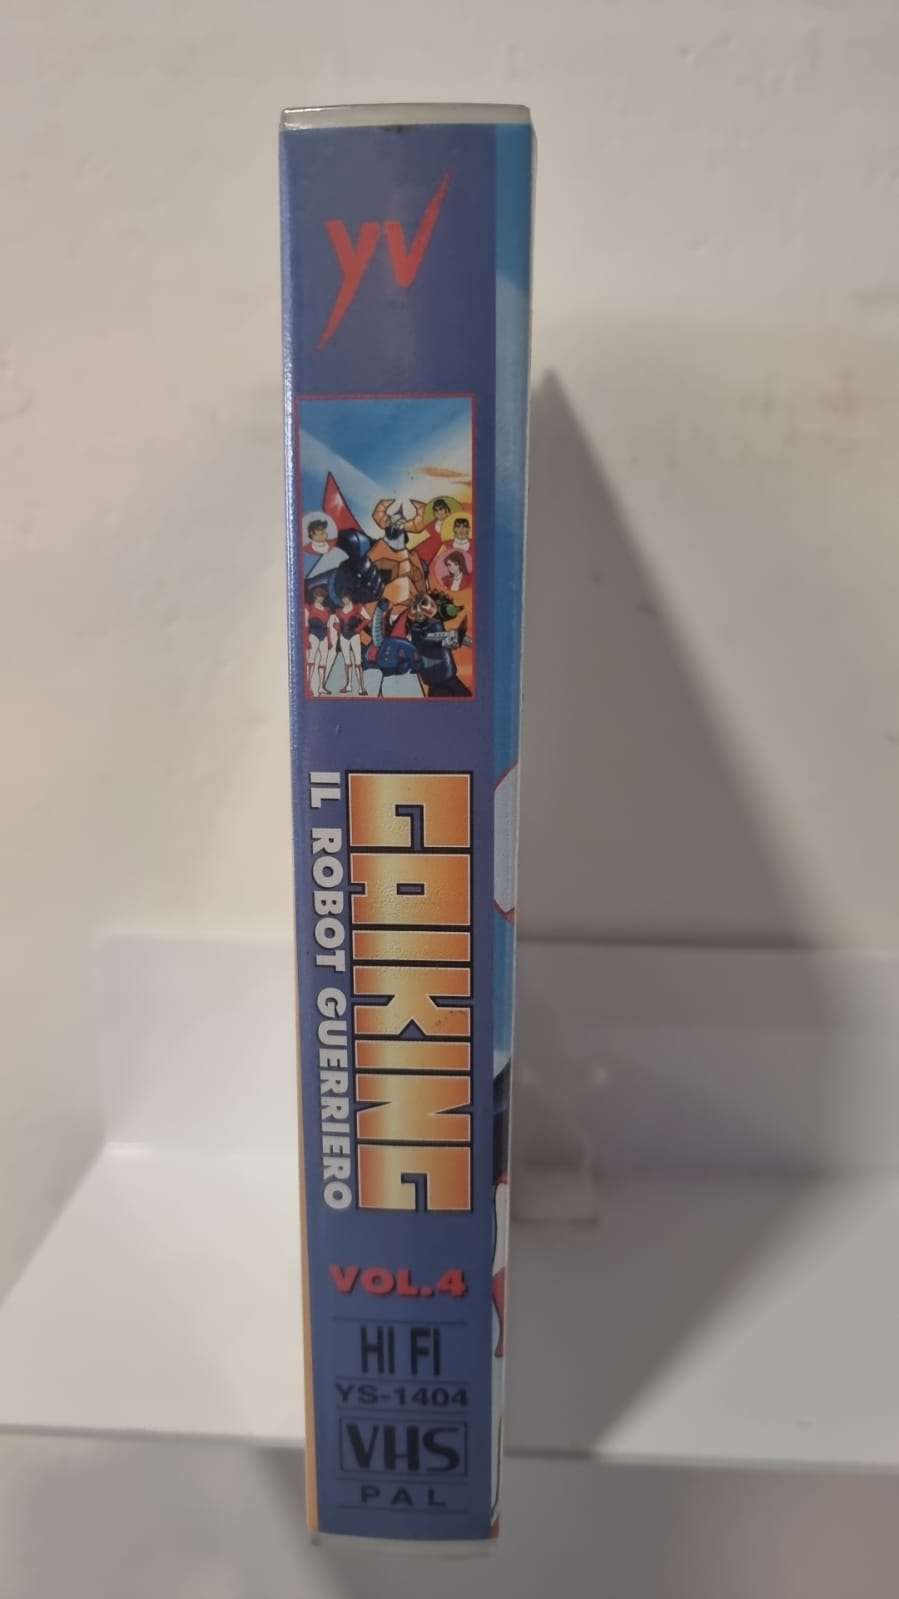 YV
GAIKING
IL ROBOT GUERRIERO
VOL.4
HI FI
YS-1404
VHS
PAL